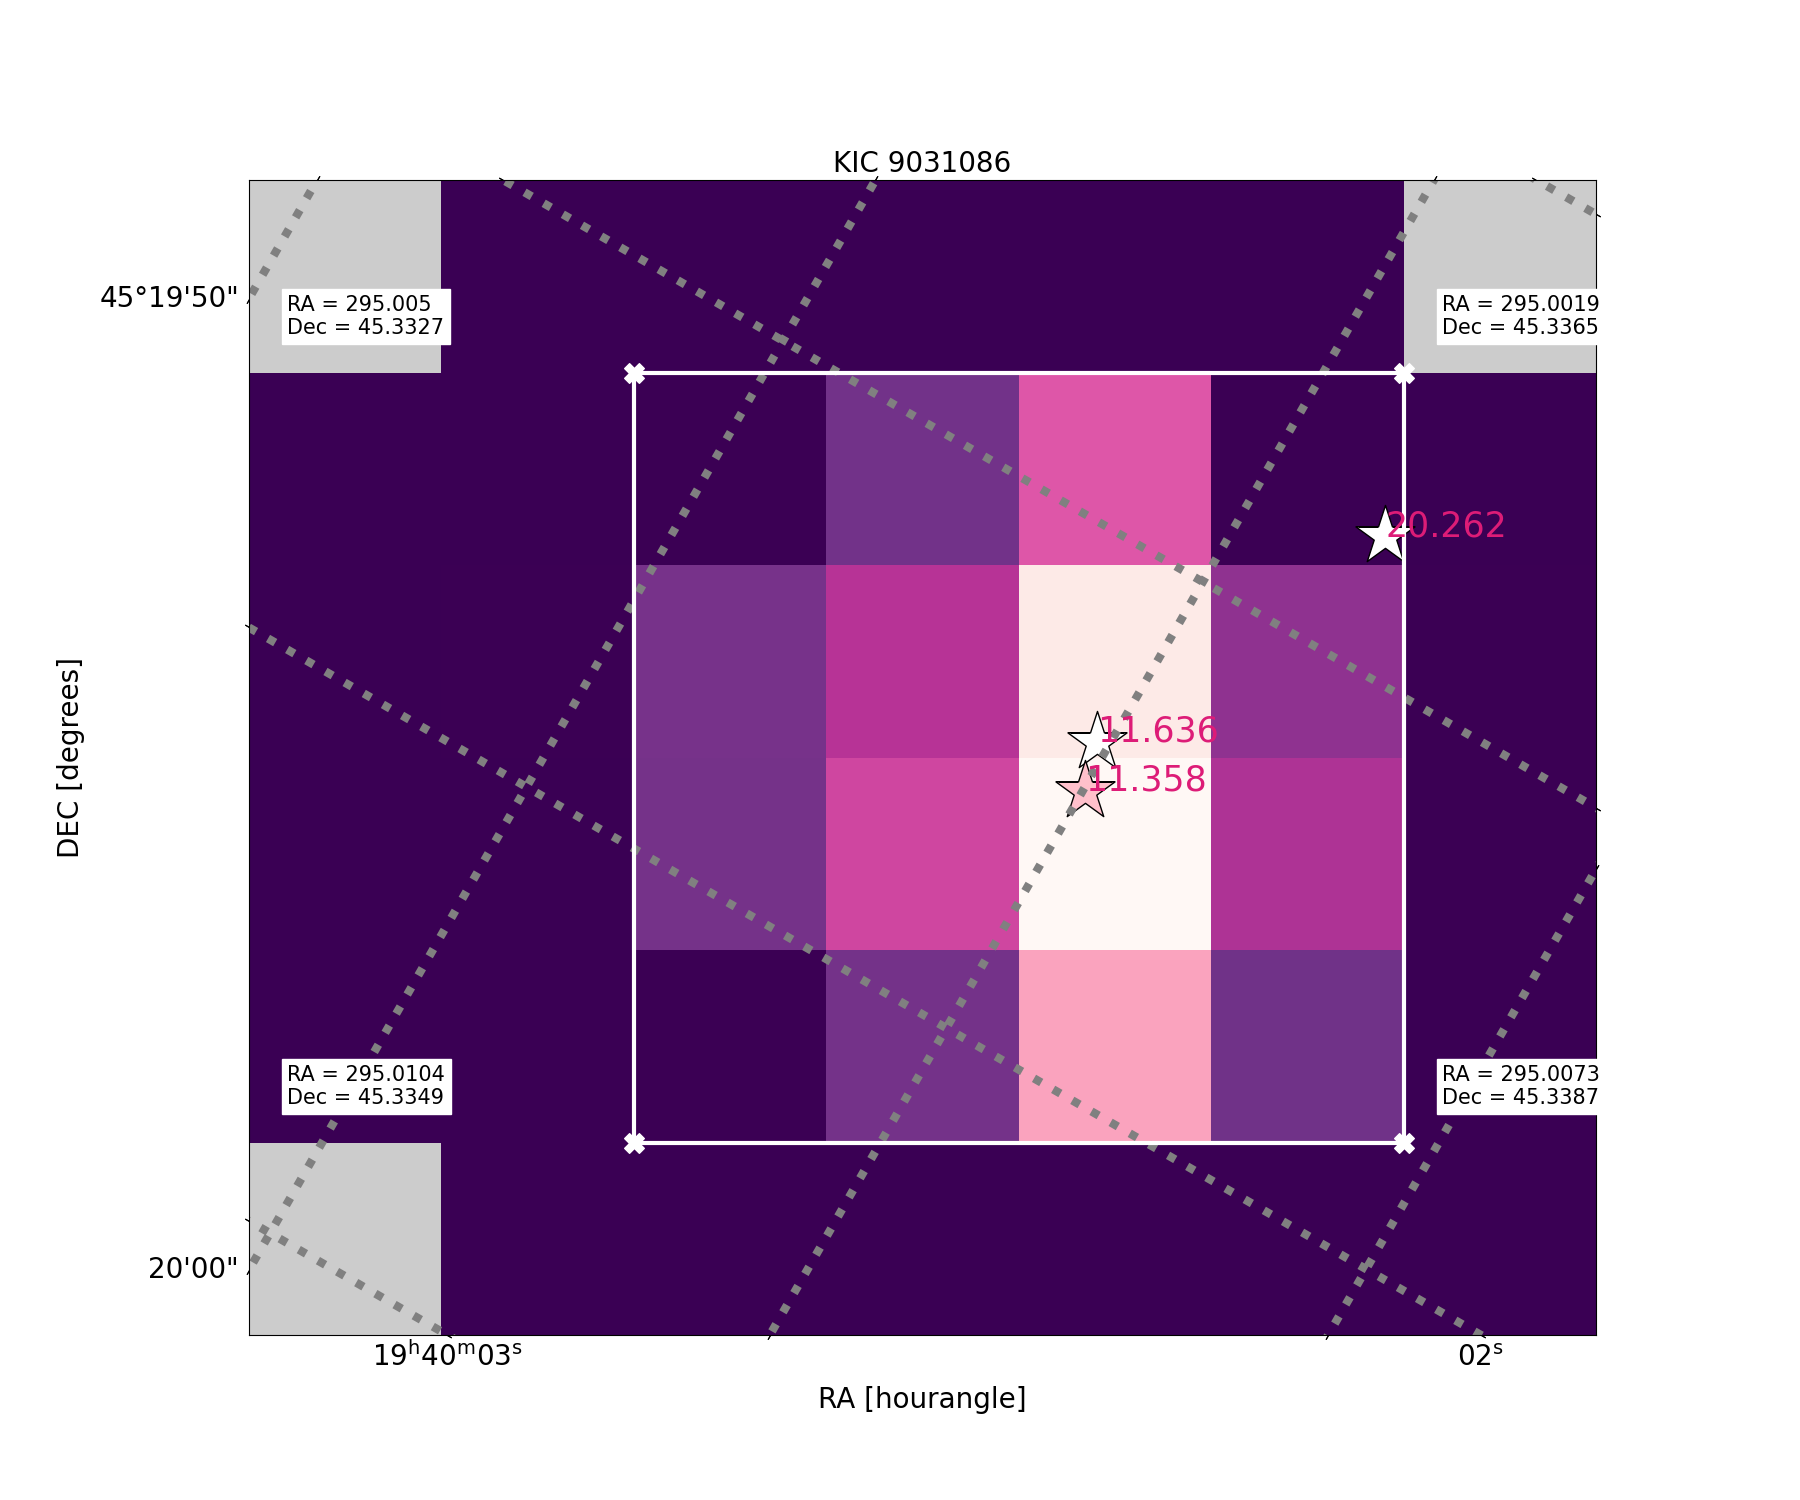 KIC 9031086
45°19'50"
RA = 295.005
Dec = 45.3327
RA = 295.0019
Dec = 45.3365
20.262
11.636
11.358
DEC [degrees]
RA = 295.0104
Dec = 45.3349
RA = 295.0073
Dec = 45.3387
20'00"
19h40m03s
02s
RA [hourangle]